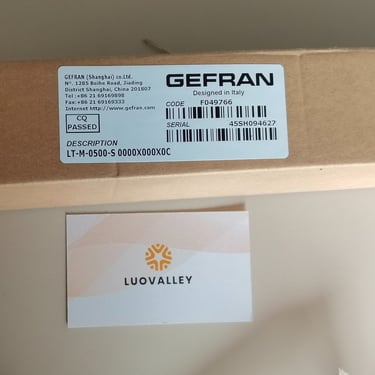 GEFRAN (Shanghai) co.Ltd.
N°. 1285 Beihe Road, Jiading
District Shanghai, China 201807
Tel:+86 21 69169898
Fax:+86 21 69169333
Internet http://www.gefran.com
CQ
PASSED
GEFRAN
Designed in Italy
CODE F049766
SERIAL 45SH094627
DESCRIPTION
LT-M-0500-S 0000X000X0C
LUOVALLEY